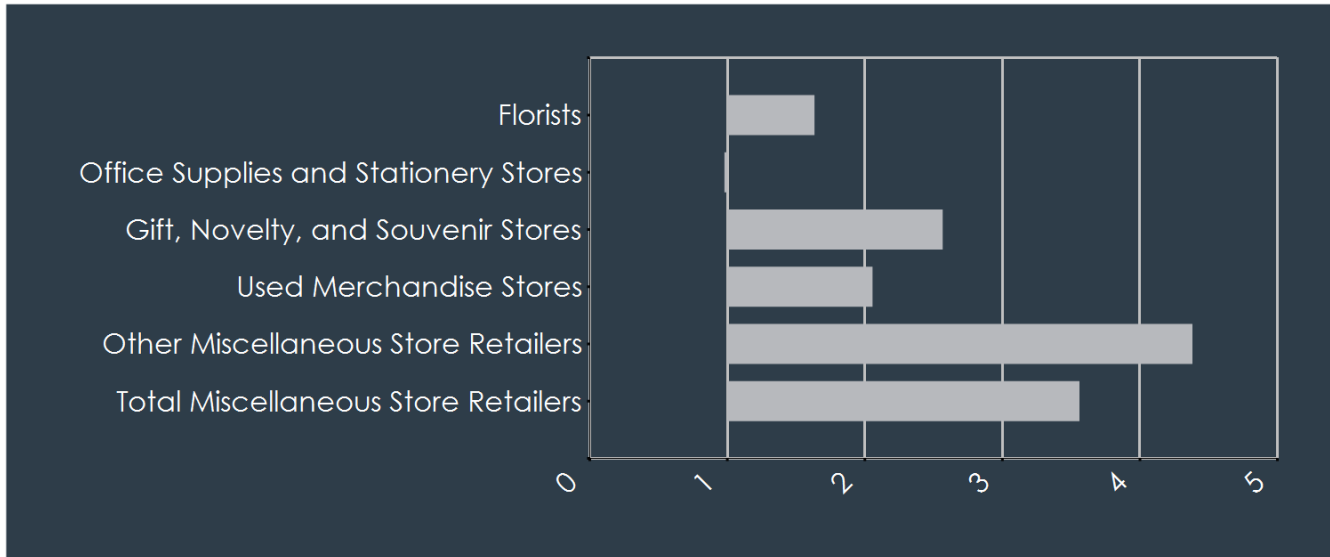 Florists
Office Supplies and Stationery Stores
Gift, Novelty, and Souvenir Stores
Used Merchandise Stores
Other Miscellaneous Store Retailers
Total Miscellaneous Store Retailers
0 1 2 3 4 5